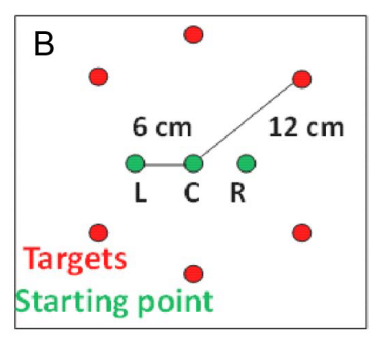 B
6 cm
12 cm
L C R
Targets
Starting point